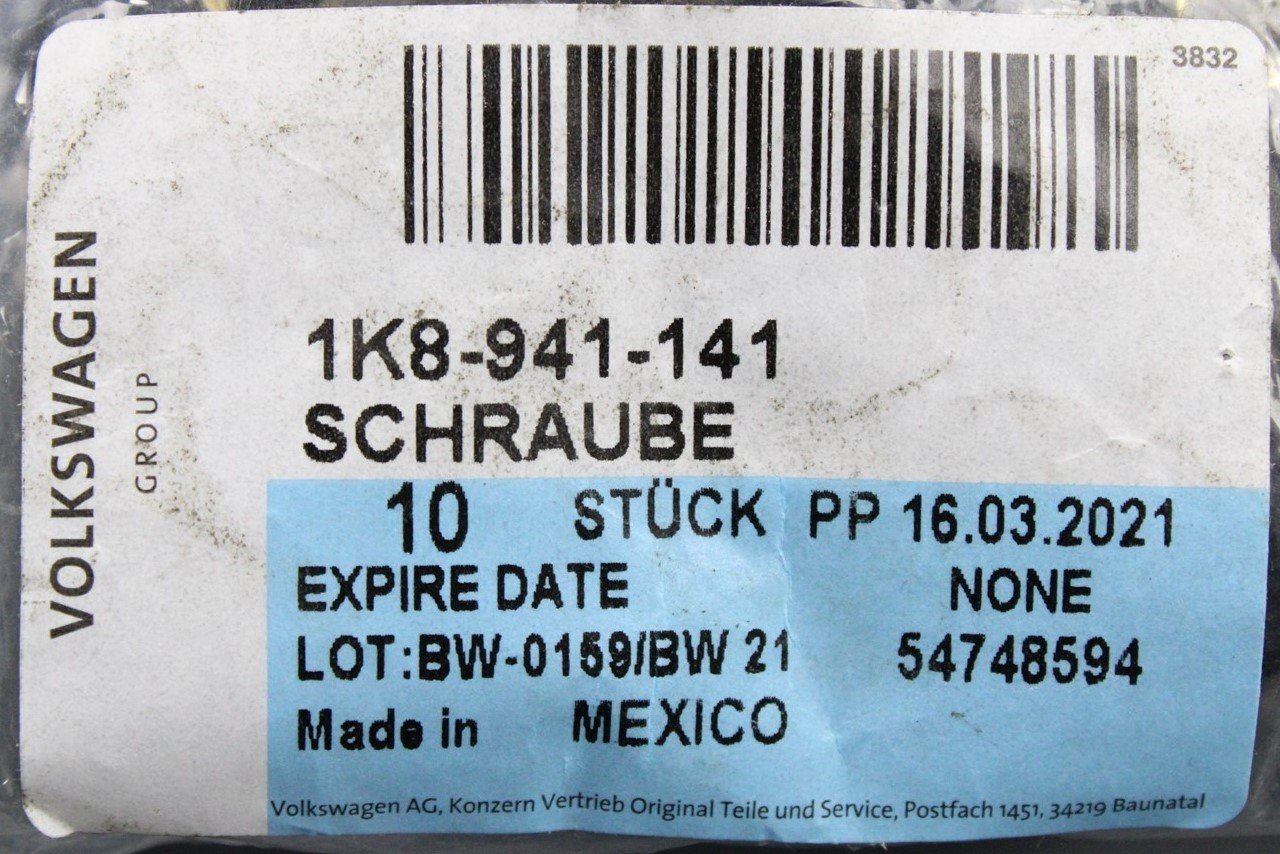 3832
VOLKSWAGEN
GROUP
1K8-941-141
SCHRAUBE
10 STÜCK PP 16.03.2021
EXPIRE DATE NONE
LOT:BW-0159/BW 21 54748594
Made in MEXICO
Volkswagen AG, Konzern Vertrieb Original Teile und Service, Postfach 1451, 34219 Baunatal